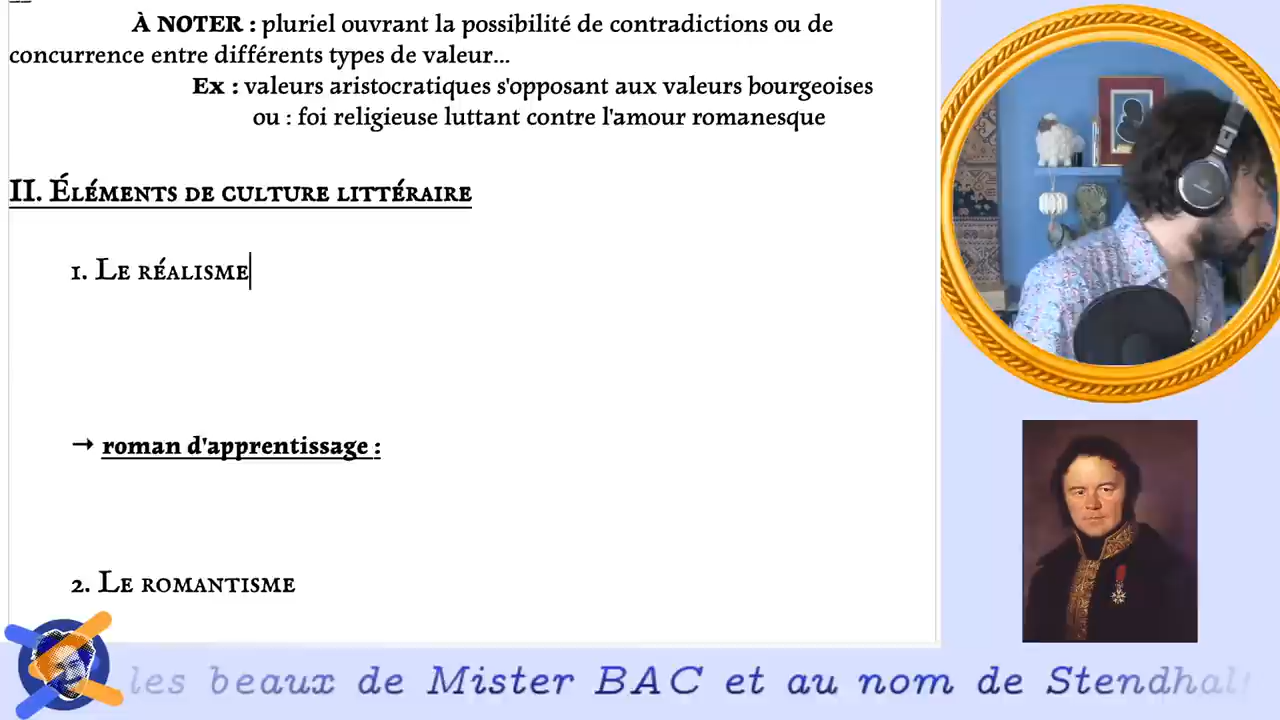 À NOTER : pluriel ouvrant la possibilité de contradictions ou de
concurrence entre différents types de valeur...
Ex : valeurs aristocratiques s'opposant aux valeurs bourgeoises
ou : foi religieuse luttant contre l'amour romanesque
II. Éléments de culture littéraire
1. Le réalisme
→ roman d'apprentissage :
2. Le romantisme
les beaux de Mister BAC et au nom de Stendhal